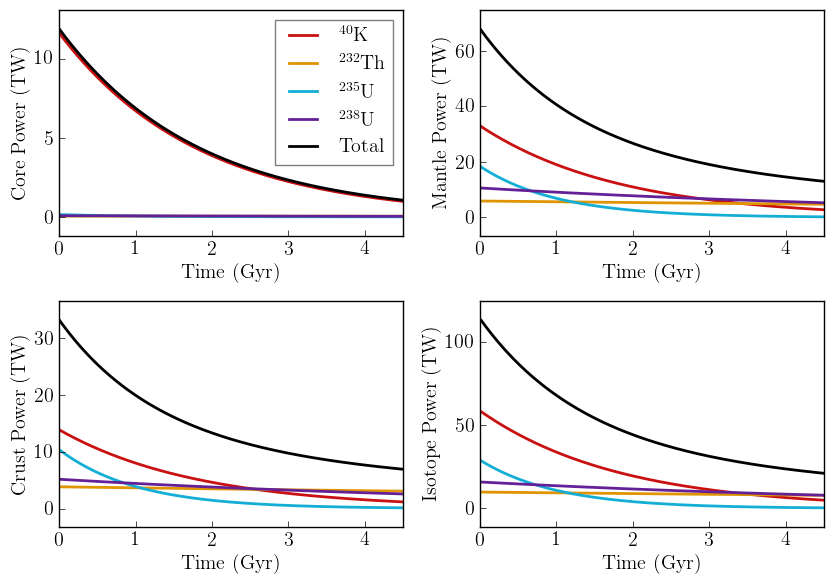 Core Power (TW)
10
5
0
0 1 2 3 4
Time (Gyr)
⁴⁰K
²³²Th
²³⁵U
²³⁸U
Total
Mantle Power (TW)
60
40
20
0
0 1 2 3 4
Time (Gyr)
Crust Power (TW)
30
20
10
0
0 1 2 3 4
Time (Gyr)
Isotope Power (TW)
100
50
0
0 1 2 3 4
Time (Gyr)